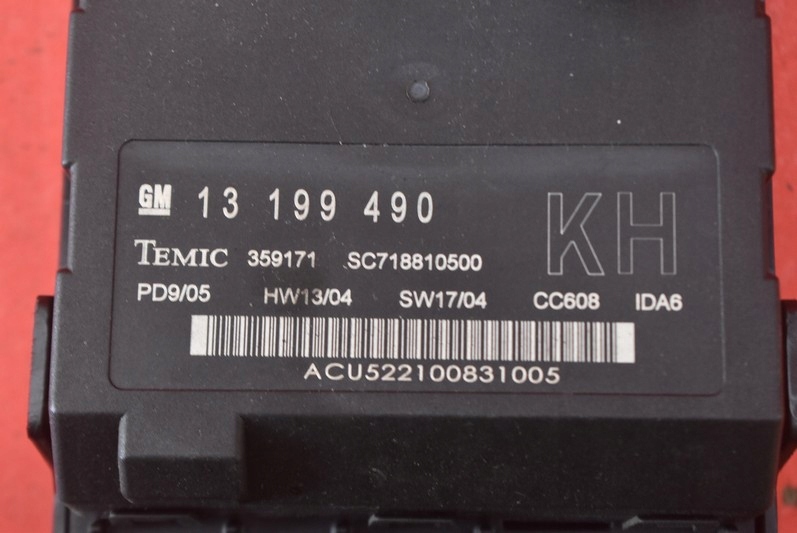 GM 13 199 490 KH
TEMIC 359171 SC718810500
PD9/05 HW13/04 SW17/04 CC608 IDA6
ACU522100831005